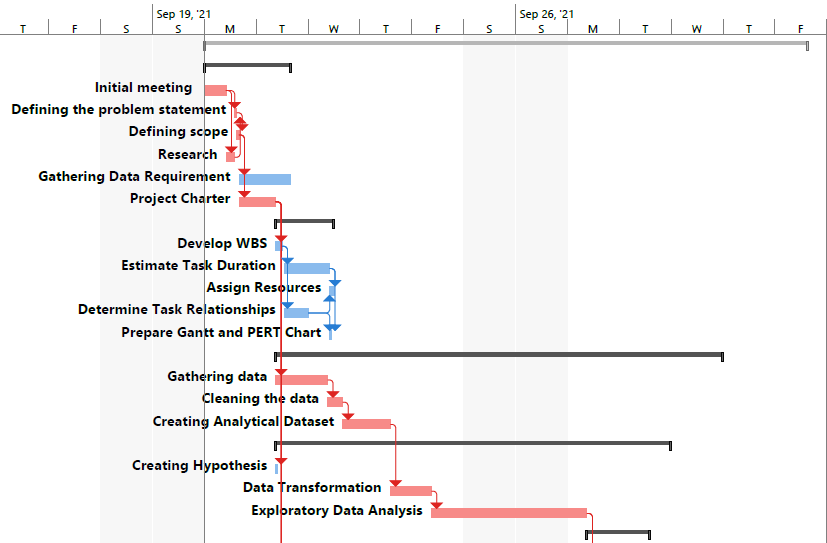 Sep 19, '21 Sep 26, '21
T F S S M T W T F S S M T W T F
Initial meeting
Defining the problem statement
Defining scope
Research
Gathering Data Requirement
Project Charter
Develop WBS
Estimate Task Duration
Assign Resources
Determine Task Relationships
Prepare Gantt and PERT Chart
Gathering data
Cleaning the data
Creating Analytical Dataset
Creating Hypothesis
Data Transformation
Exploratory Data Analysis